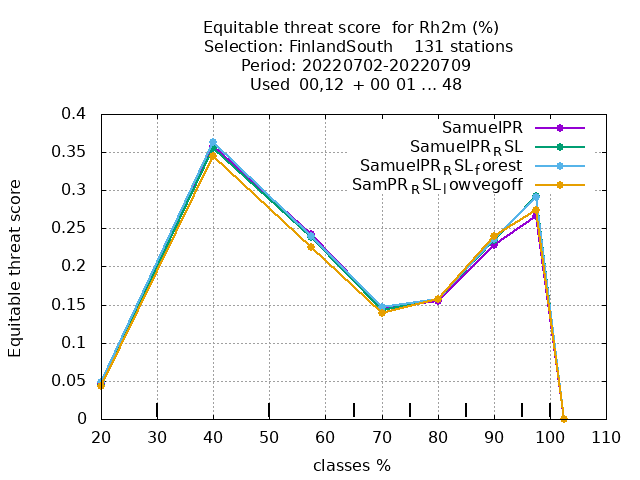 Equitable threat score  for Rh2m (%)
Selection: FinlandSouth    131 stations
Period: 20220702-20220709
Used  00,12  + 00 01 ... 48
0.4
0.35
0.3
0.25
0.2
0.15
0.1
0.05
0
Equitable threat score
SamuelPR
SamuelPR_RSL
SamuelPR_RSL_forest
SamPR_RSL_lowvegoff
20 30 40 50 60 70 80 90 100 110
classes %